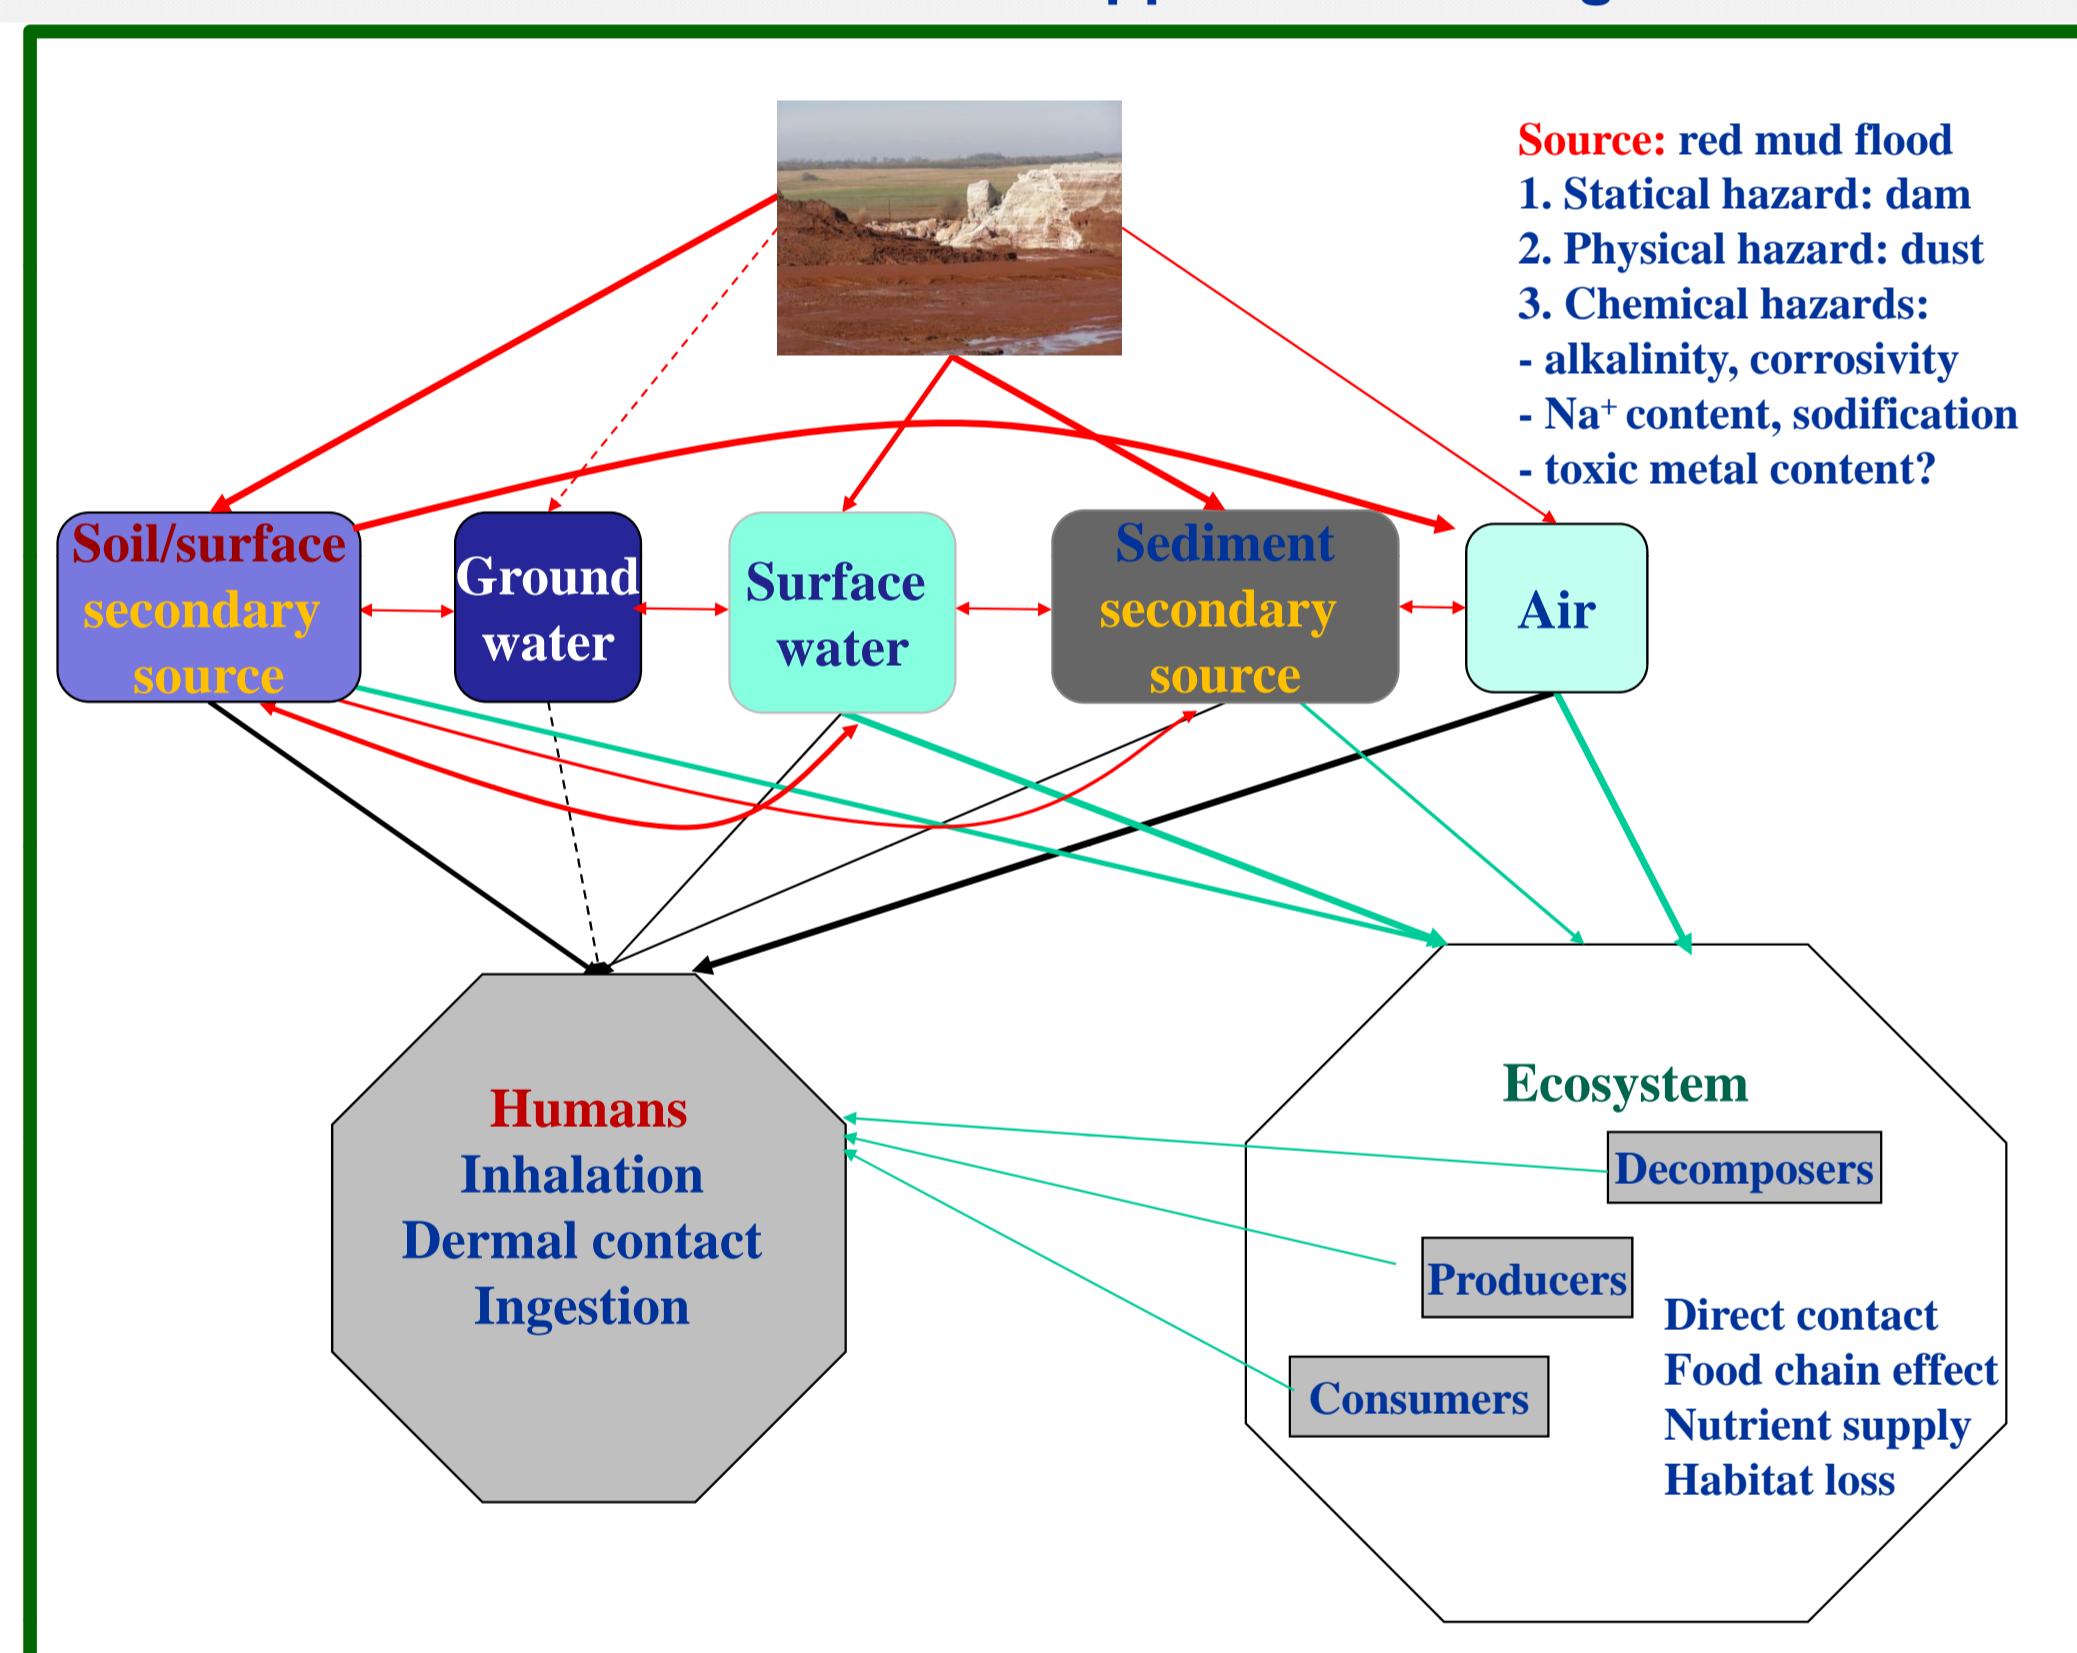 Source: red mud flood
1. Statical hazard: dam
2. Physical hazard: dust
3. Chemical hazards:
- alkalinity, corrosivity
- Na⁺ content, sodification
- toxic metal content?
Soil/surface
secondary
source
Ground
water
Surface
water
Sediment
secondary
source
Air
Humans
Inhalation
Dermal contact
Ingestion
Ecosystem
Decomposers
Producers
Consumers
Direct contact
Food chain effect
Nutrient supply
Habitat loss